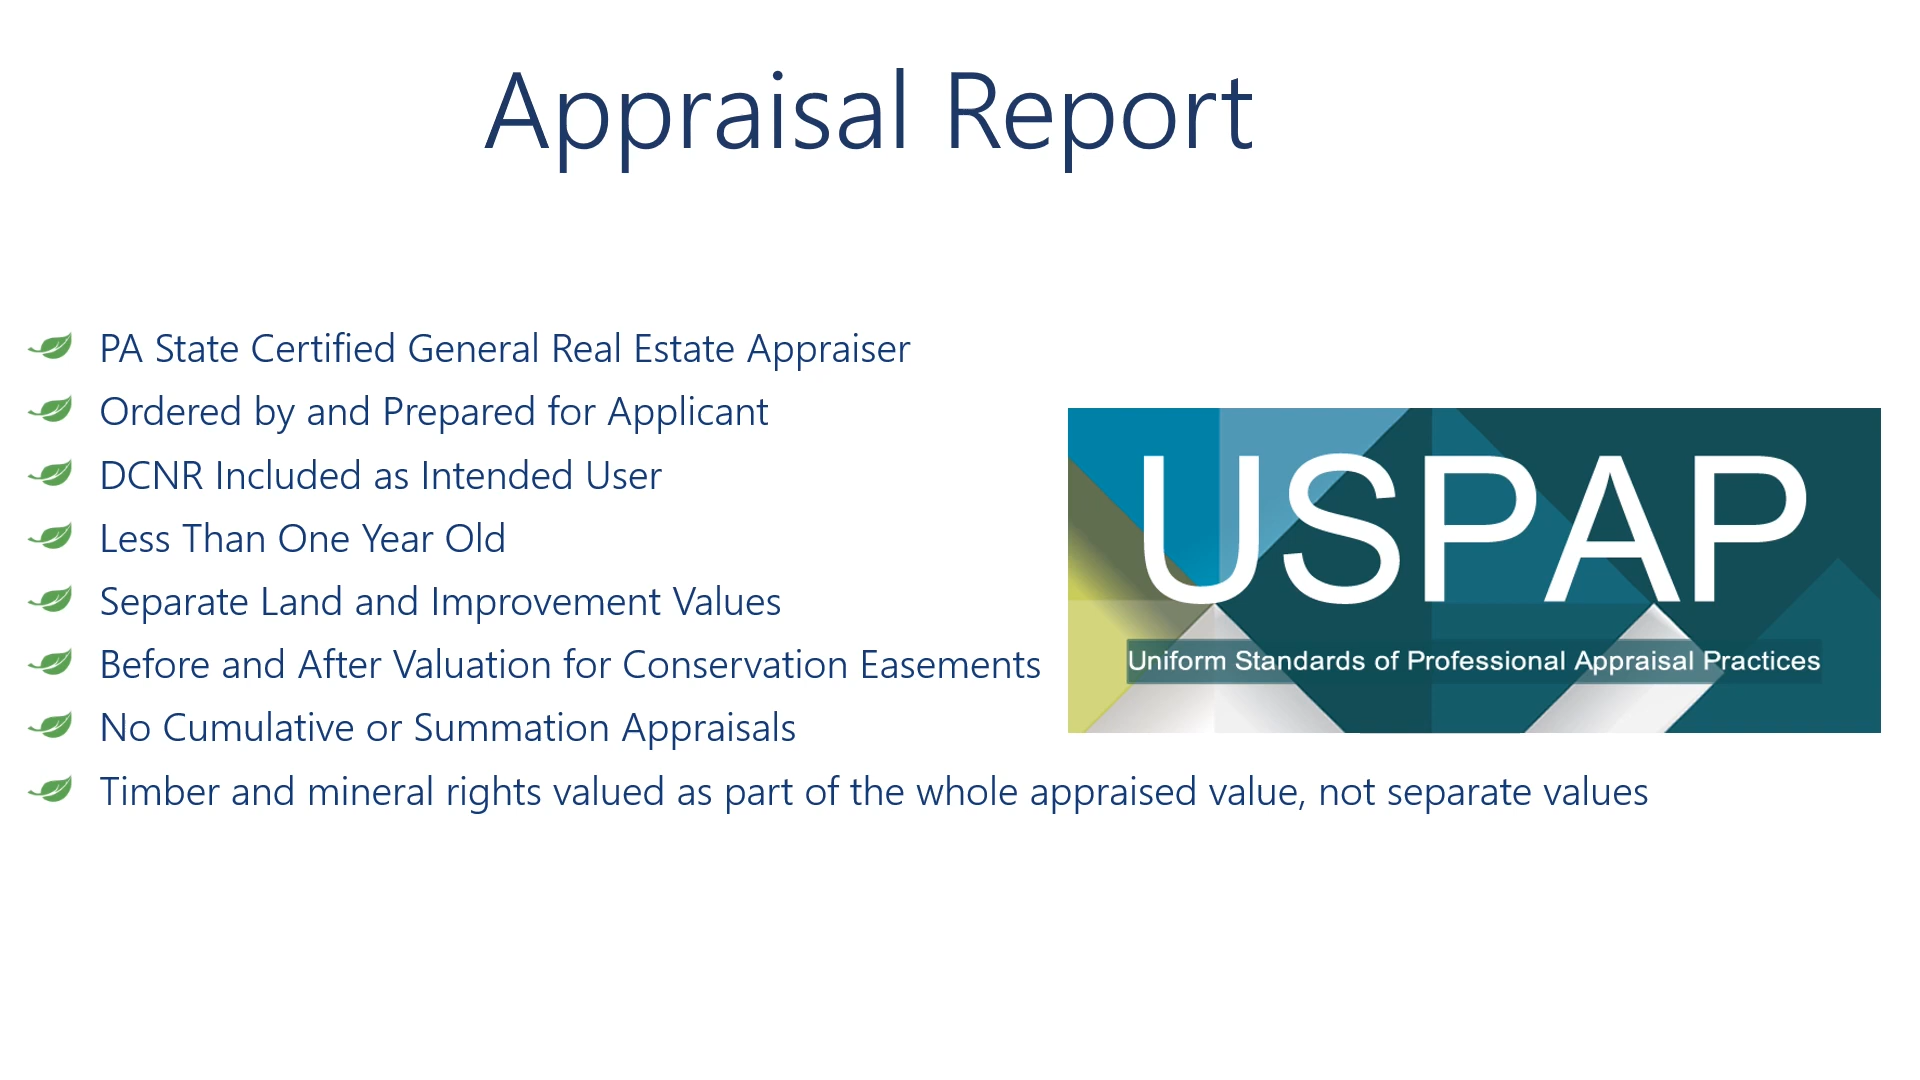 Appraisal Report
PA State Certified General Real Estate Appraiser
Ordered by and Prepared for Applicant
DCNR Included as Intended User
Less Than One Year Old
Separate Land and Improvement Values
Before and After Valuation for Conservation Easements
No Cumulative or Summation Appraisals
Timber and mineral rights valued as part of the whole appraised value, not separate values
USPAP
Uniform Standards of Professional Appraisal Practices